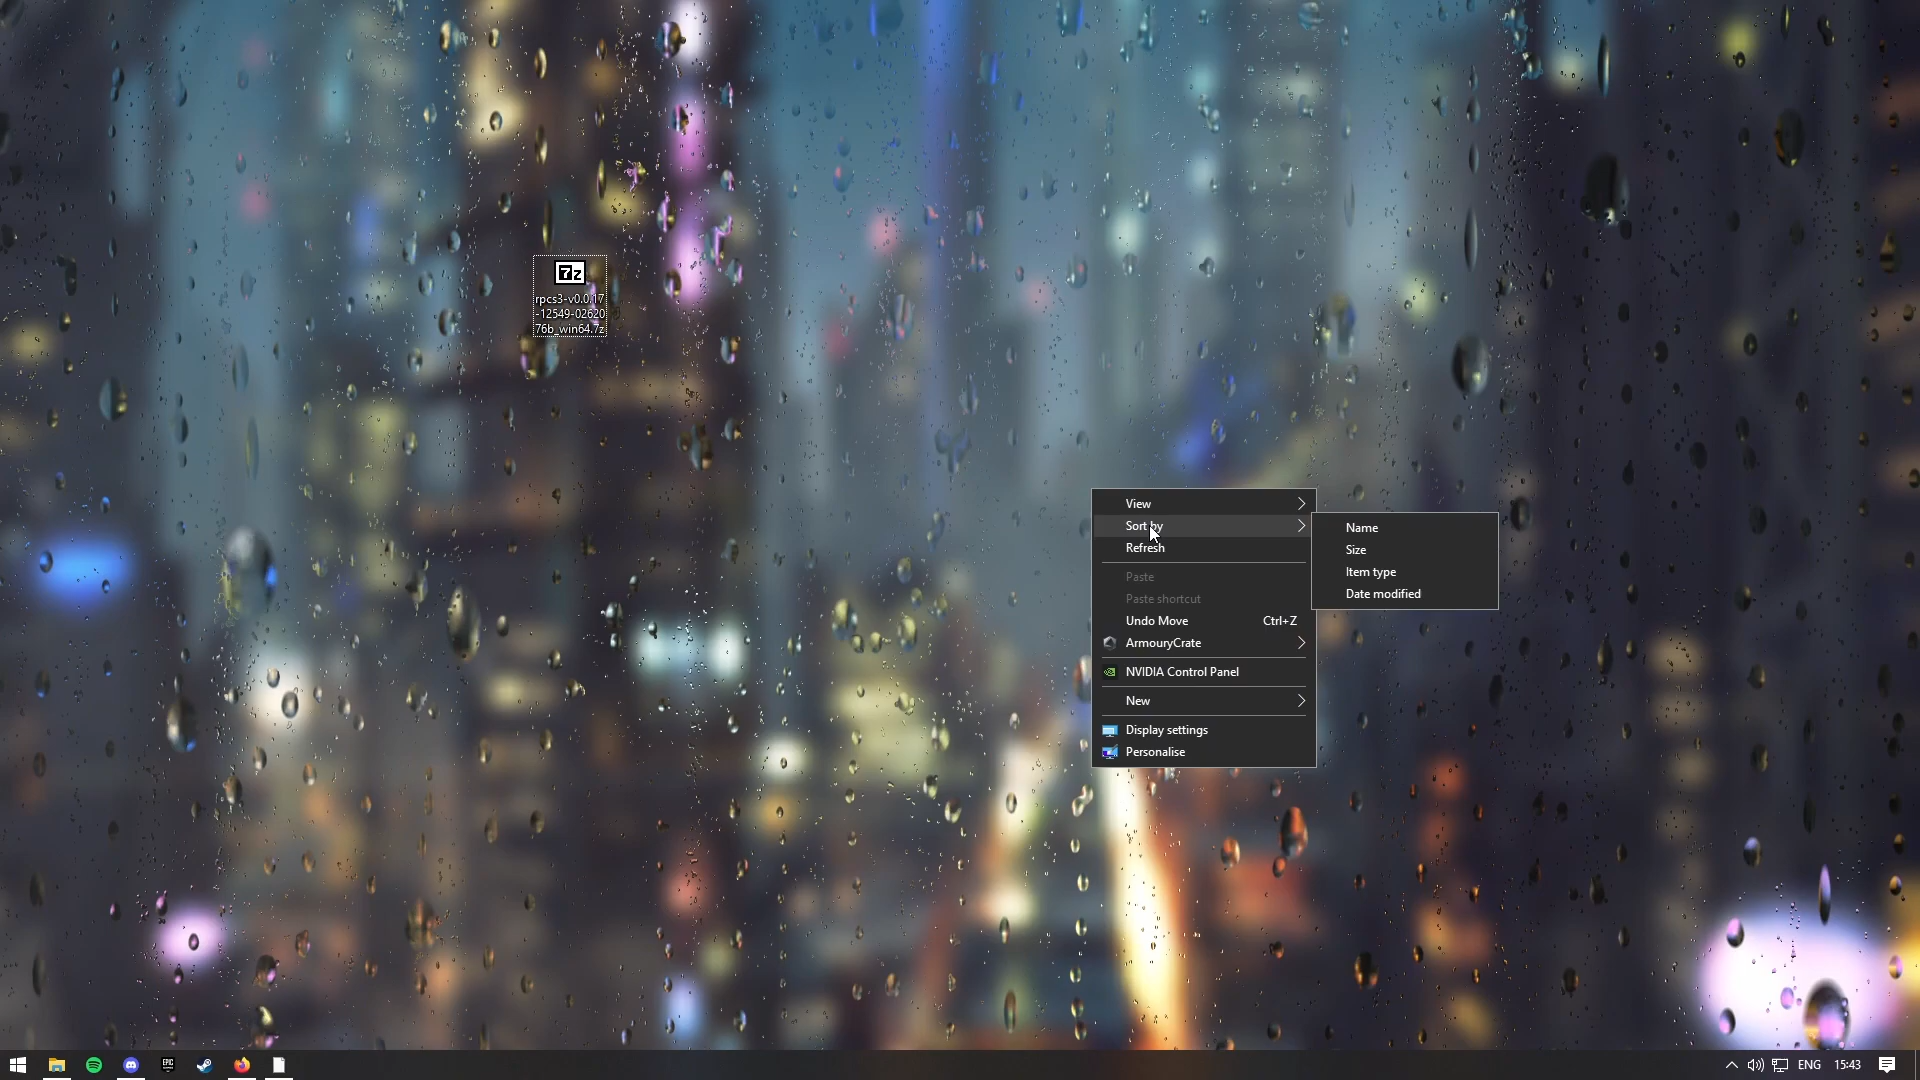 7z
rpcs3-v0.0.17
-12549-02620
76b_win64.7z
View
Sort by
Refresh
Paste
Paste shortcut
Undo Move Ctrl+Z
ArmouryCrate
NVIDIA Control Panel
New
Display settings
Personalise
Name
Size
Item type
Date modified
EPIC
ENG 15:43